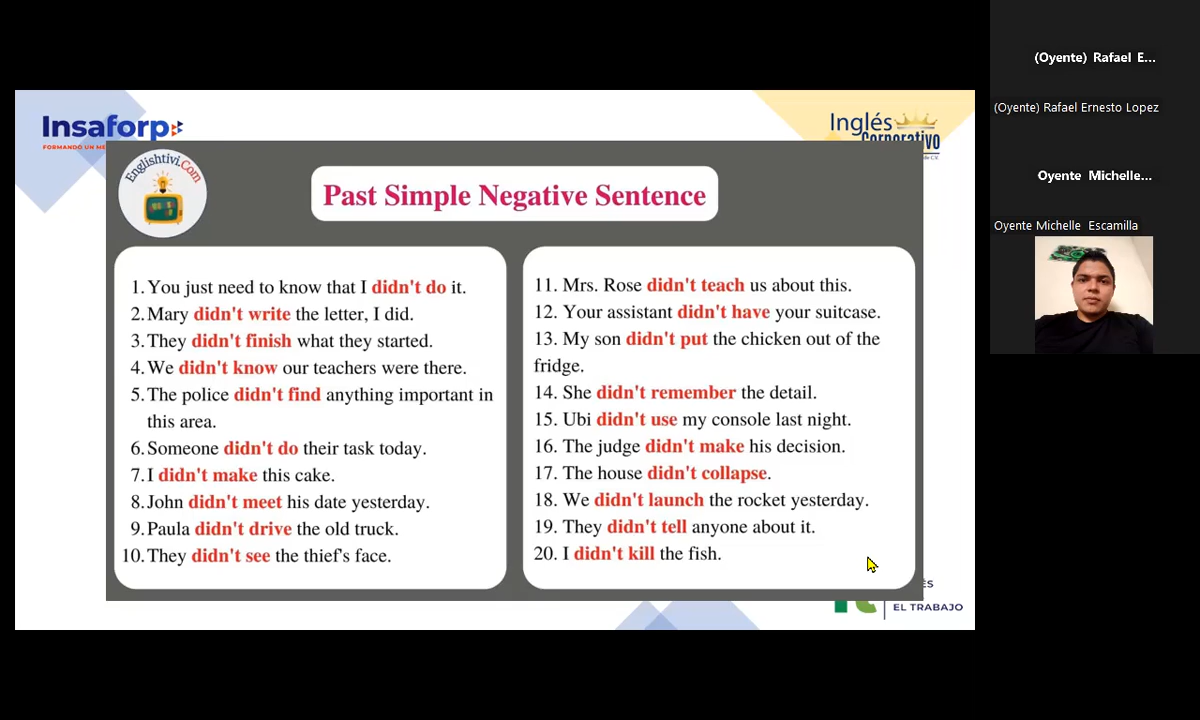 Insaforp
FORMANDO UN ME
Inglés
Corporativo
de C.V.
Englishtivi.Com
Past Simple Negative Sentence
1. You just need to know that I didn't do it.
2. Mary didn't write the letter, I did.
3. They didn't finish what they started.
4. We didn't know our teachers were there.
5. The police didn't find anything important in
this area.
6. Someone didn't do their task today.
7. I didn't make this cake.
8. John didn't meet his date yesterday.
9. Paula didn't drive the old truck.
10. They didn't see the thief's face.
11. Mrs. Rose didn't teach us about this.
12. Your assistant didn't have your suitcase.
13. My son didn't put the chicken out of the
fridge.
14. She didn't remember the detail.
15. Ubi didn't use my console last night.
16. The judge didn't make his decision.
17. The house didn't collapse.
18. We didn't launch the rocket yesterday.
19. They didn't tell anyone about it.
20. I didn't kill the fish.
ÉS
EL TRABAJO
(Oyente) Rafael E...
(Oyente) Rafael Ernesto Lopez
Oyente Michelle...
Oyente Michelle Escamilla